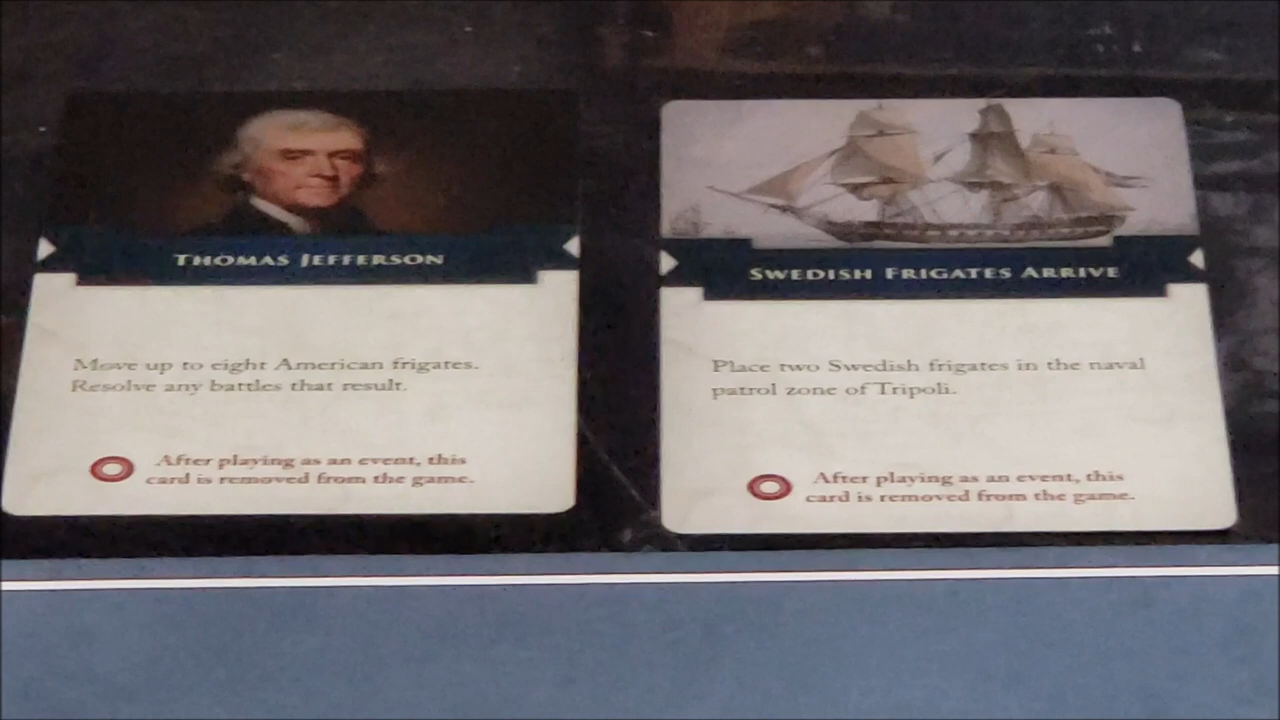 THOMAS JEFFERSON
Move up to eight American frigates.
Resolve any battles that result.
After playing as an event, this
card is removed from the game.
SWEDISH FRIGATES ARRIVE
Place two Swedish frigates in the naval
patrol zone of Tripoli.
After playing as an event, this
card is removed from the game.